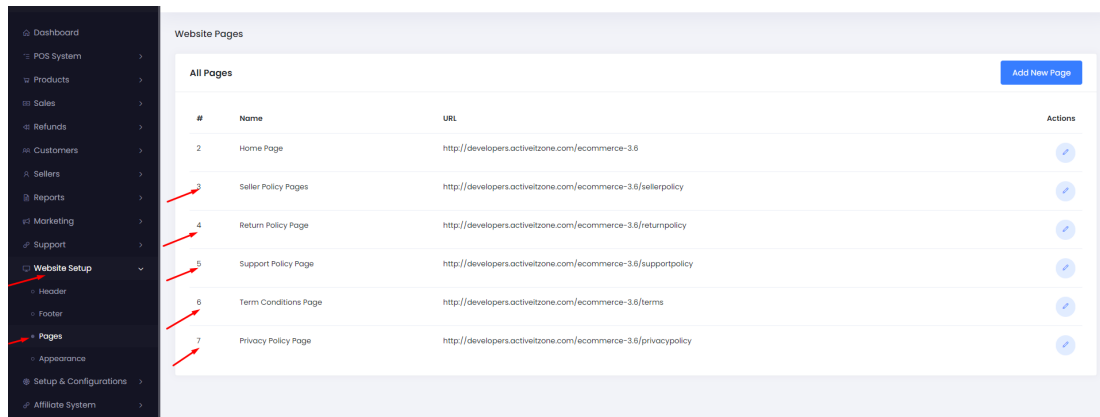 Dashboard
POS System
Products
Sales
Refunds
Customers
Sellers
Reports
Marketing
Support
Website Setup
Header
Footer
Pages
Appearance
Setup & Configurations
Affiliate System
Website Pages
All Pages
Add New Page
# Name URL Actions
2 Home Page http://developers.activeitzone.com/ecommerce-3.6
3 Seller Policy Pages http://developers.activeitzone.com/ecommerce-3.6/sellerpolicy
4 Return Policy Page http://developers.activeitzone.com/ecommerce-3.6/returnpolicy
5 Support Policy Page http://developers.activeitzone.com/ecommerce-3.6/supportpolicy
6 Term Conditions Page http://developers.activeitzone.com/ecommerce-3.6/terms
7 Privacy Policy Page http://developers.activeitzone.com/ecommerce-3.6/privacypolicy